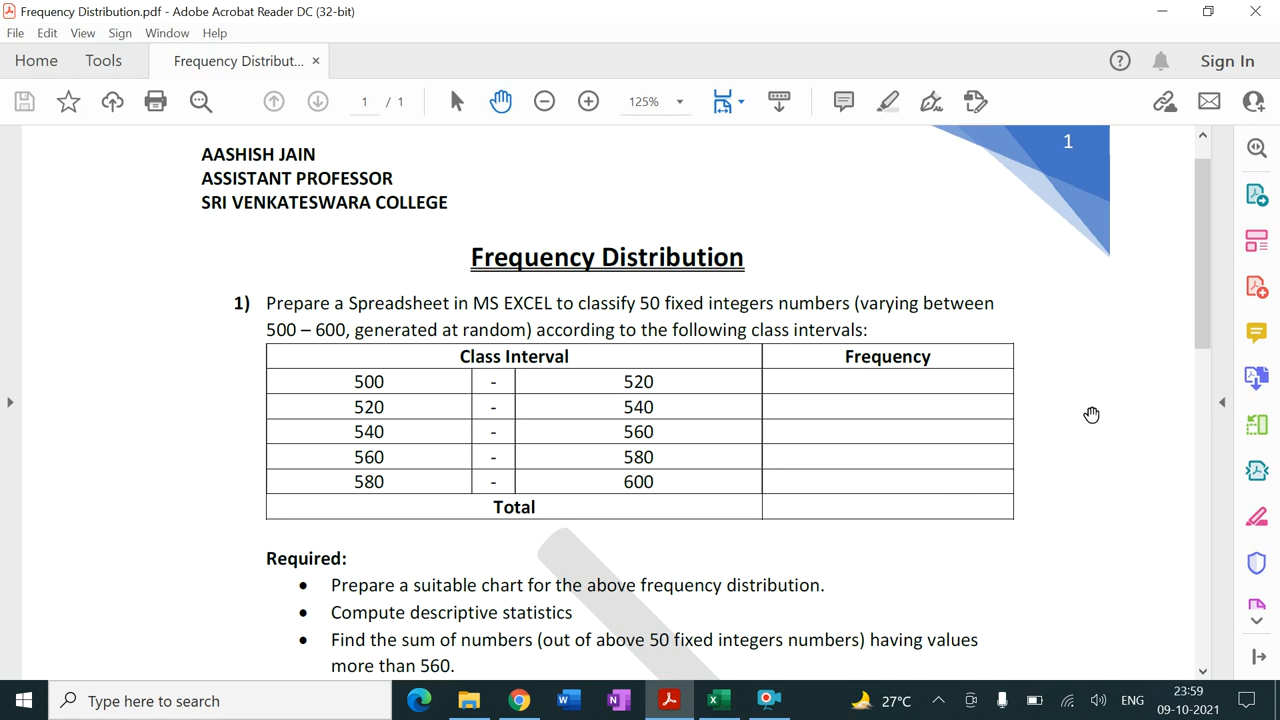 Frequency Distribution.pdf - Adobe Acrobat Reader DC (32-bit)
File Edit View Sign Window Help
Home Tools Frequency Distribut... × Sign In
1 / 1 125%
1
AASHISH JAIN
ASSISTANT PROFESSOR
SRI VENKATESWARA COLLEGE
Frequency Distribution
1) Prepare a Spreadsheet in MS EXCEL to classify 50 fixed integers numbers (varying between
500 – 600, generated at random) according to the following class intervals:
Class Interval Frequency
500 - 520
520 - 540
540 - 560
560 - 580
580 - 600
Total
Required:
• Prepare a suitable chart for the above frequency distribution.
• Compute descriptive statistics
• Find the sum of numbers (out of above 50 fixed integers numbers) having values
more than 560.
Type here to search 27°C ENG 23:59
09-10-2021